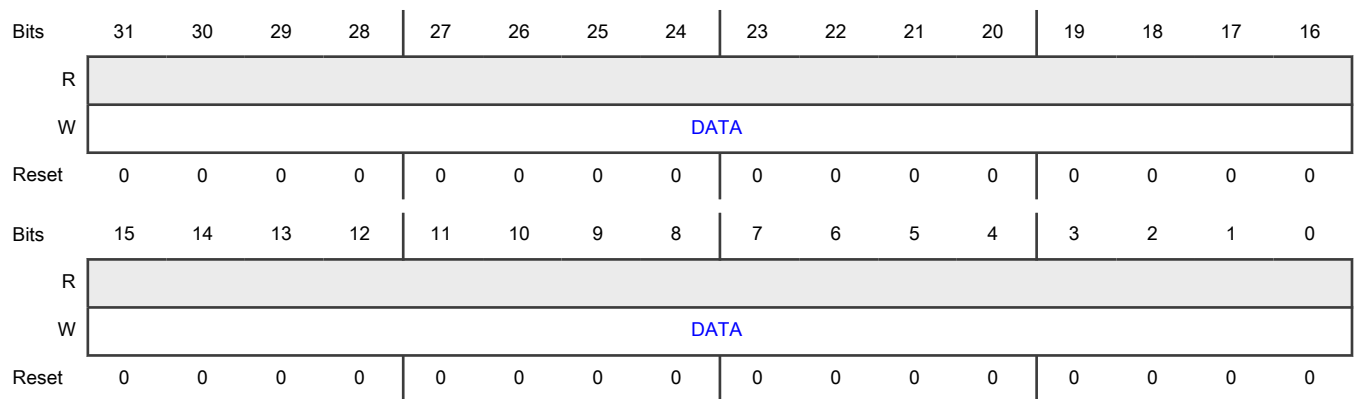 Bits 31 30 29 28 27 26 25 24 23 22 21 20 19 18 17 16
R
W DATA
Reset 0 0 0 0 0 0 0 0 0 0 0 0 0 0 0 0
Bits 15 14 13 12 11 10 9 8 7 6 5 4 3 2 1 0
R
W DATA
Reset 0 0 0 0 0 0 0 0 0 0 0 0 0 0 0 0